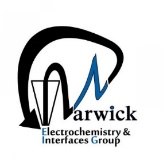 Warwick
Electrochemistry &
Interfaces Group